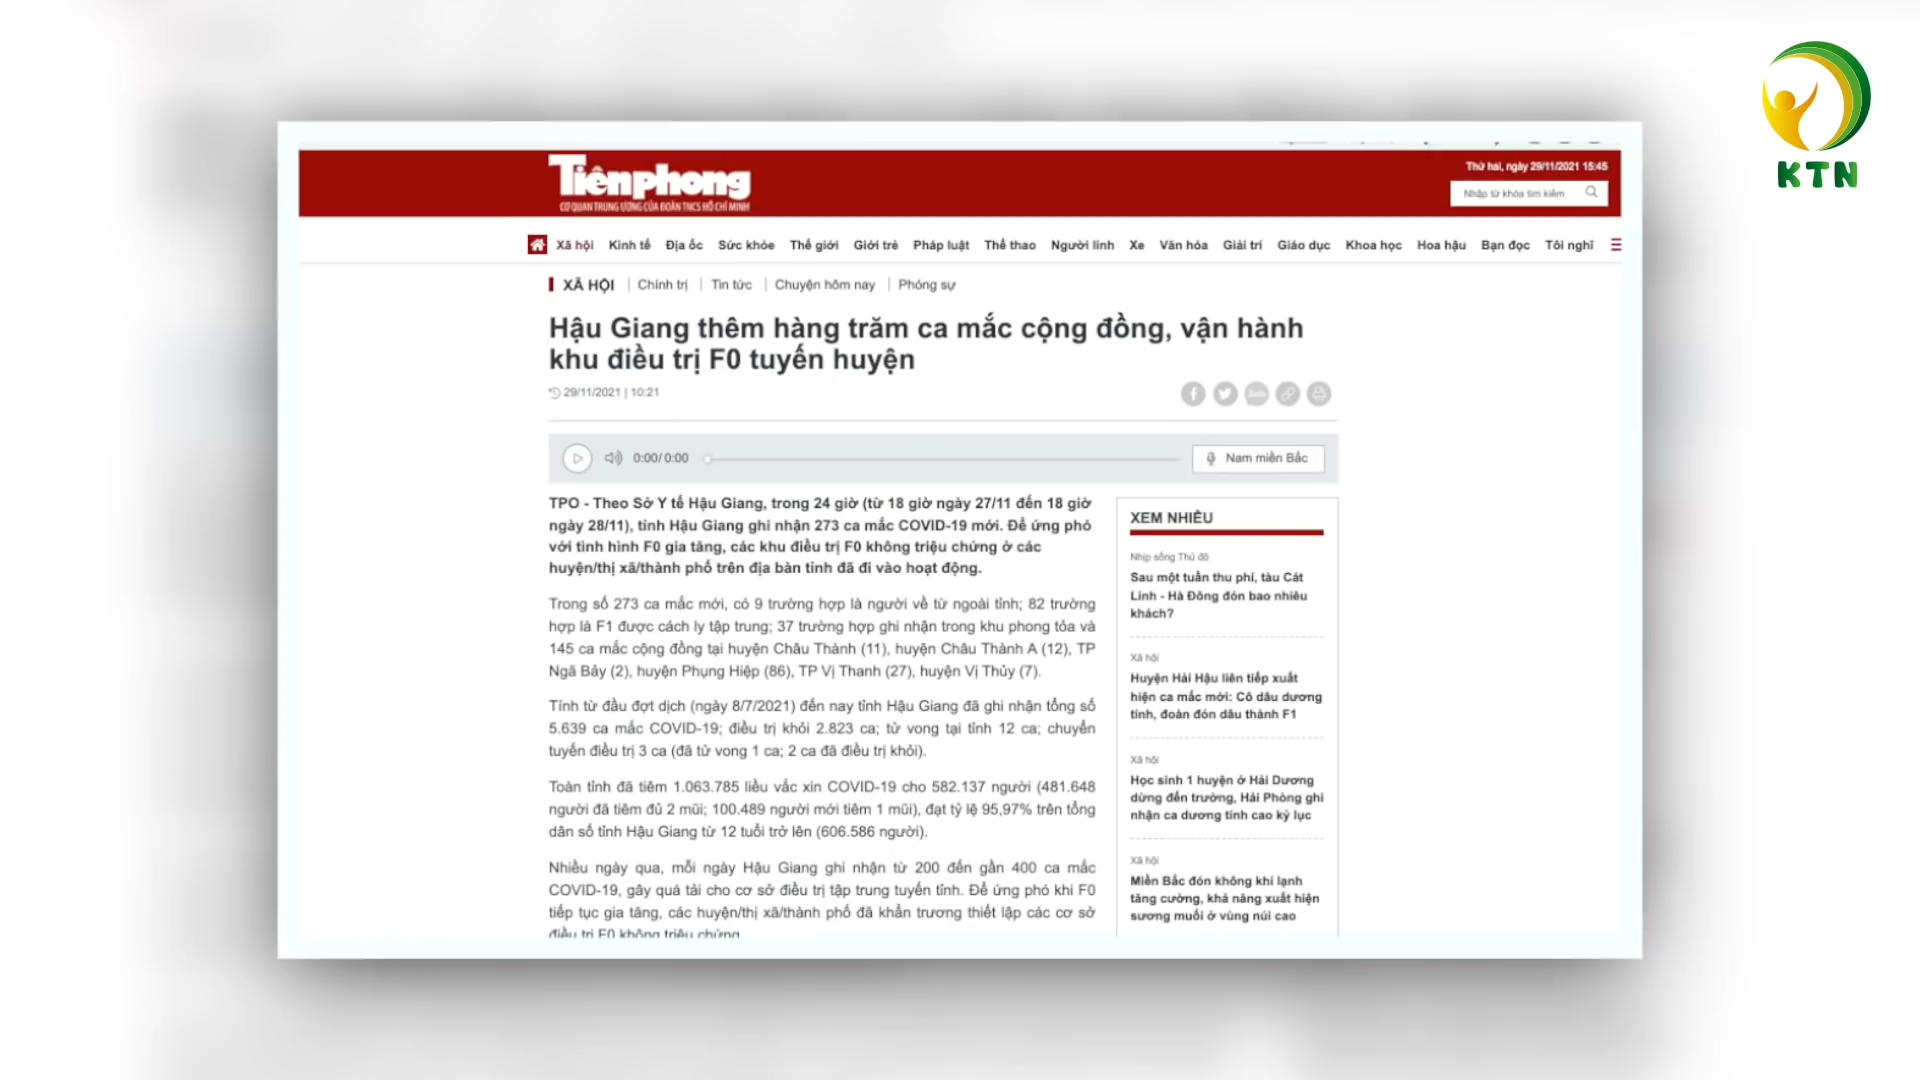 KTN
Tiênphong
CƠ QUAN TRUNG ƯƠNG CỦA ĐOÀN TNCS HỒ CHÍ MINH
Thứ hai, ngày 29/11/2021 15:45
Nhập từ khóa tìm kiếm
Xã hội Kinh tế Địa ốc Sức khỏe Thế giới Giới trẻ Pháp luật Thể thao Người lính Xe Văn hóa Giải trí Giáo dục Khoa học Hoa hậu Bạn đọc Tôi nghĩ
XÃ HỘI Chính trị Tin tức Chuyện hôm nay Phóng sự
Hậu Giang thêm hàng trăm ca mắc cộng đồng, vận hành
khu điều trị F0 tuyến huyện
29/11/2021 | 10:21
Zalo
0:00/ 0:00
Nam miền Bắc
TPO - Theo Sở Y tế Hậu Giang, trong 24 giờ (từ 18 giờ ngày 27/11 đến 18 giờ
ngày 28/11), tỉnh Hậu Giang ghi nhận 273 ca mắc COVID-19 mới. Để ứng phó
với tình hình F0 gia tăng, các khu điều trị F0 không triệu chứng ở các
huyện/thị xã/thành phố trên địa bàn tỉnh đã đi vào hoạt động.
Trong số 273 ca mắc mới, có 9 trường hợp là người về từ ngoài tỉnh; 82 trường
hợp là F1 được cách ly tập trung; 37 trường hợp ghi nhận trong khu phong tỏa và
145 ca mắc cộng đồng tại huyện Châu Thành (11), huyện Châu Thành A (12), TP
Ngã Bảy (2), huyện Phụng Hiệp (86), TP Vị Thanh (27), huyện Vị Thủy (7).
Tính từ đầu đợt dịch (ngày 8/7/2021) đến nay tỉnh Hậu Giang đã ghi nhận tổng số
5.639 ca mắc COVID-19; điều trị khỏi 2.823 ca; tử vong tại tỉnh 12 ca; chuyển
tuyến điều trị 3 ca (đã tử vong 1 ca; 2 ca đã điều trị khỏi).
Toàn tỉnh đã tiêm 1.063.785 liều vắc xin COVID-19 cho 582.137 người (481.648
người đã tiêm đủ 2 mũi; 100.489 người mới tiêm 1 mũi), đạt tỷ lệ 95,97% trên tổng
dân số tỉnh Hậu Giang từ 12 tuổi trở lên (606.586 người).
Nhiều ngày qua, mỗi ngày Hậu Giang ghi nhận từ 200 đến gần 400 ca mắc
COVID-19, gây quá tải cho cơ sở điều trị tập trung tuyến tỉnh. Để ứng phó khi F0
tiếp tục gia tăng, các huyện/thị xã/thành phố đã khẩn trương thiết lập các cơ sở
điều trị F0 không triệu chứng
XEM NHIỀU
Nhịp sống Thủ đô
Sau một tuần thu phí, tàu Cát
Linh - Hà Đông đón bao nhiêu
khách?
Xã hội
Huyện Hải Hậu liên tiếp xuất
hiện ca mắc mới: Cô dâu dương
tính, đoàn đón dâu thành F1
Xã hội
Học sinh 1 huyện ở Hải Dương
dừng đến trường, Hải Phòng ghi
nhận ca dương tính cao kỷ lục
Xã hội
Miền Bắc đón không khí lạnh
tăng cường, khả năng xuất hiện
sương muối ở vùng núi cao